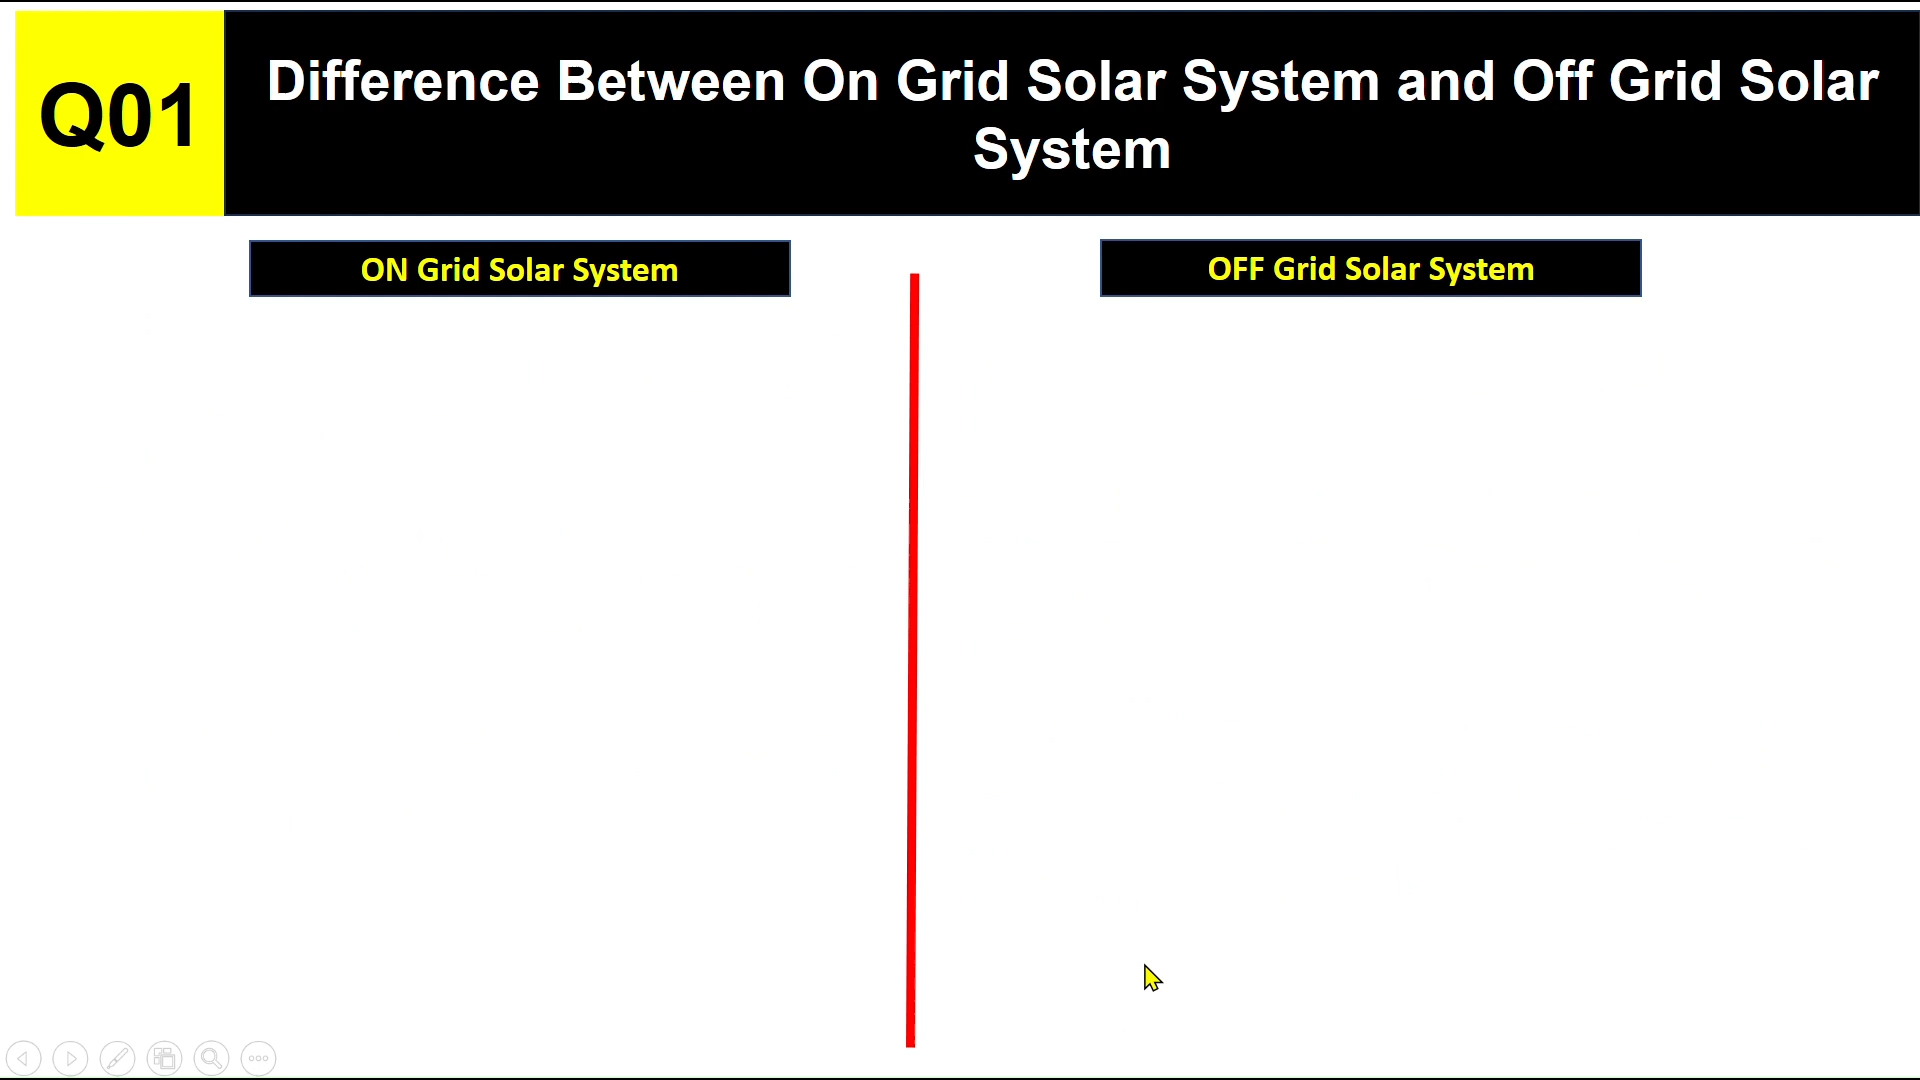 Q01
Difference Between On Grid Solar System and Off Grid Solar
System
ON Grid Solar System
OFF Grid Solar System